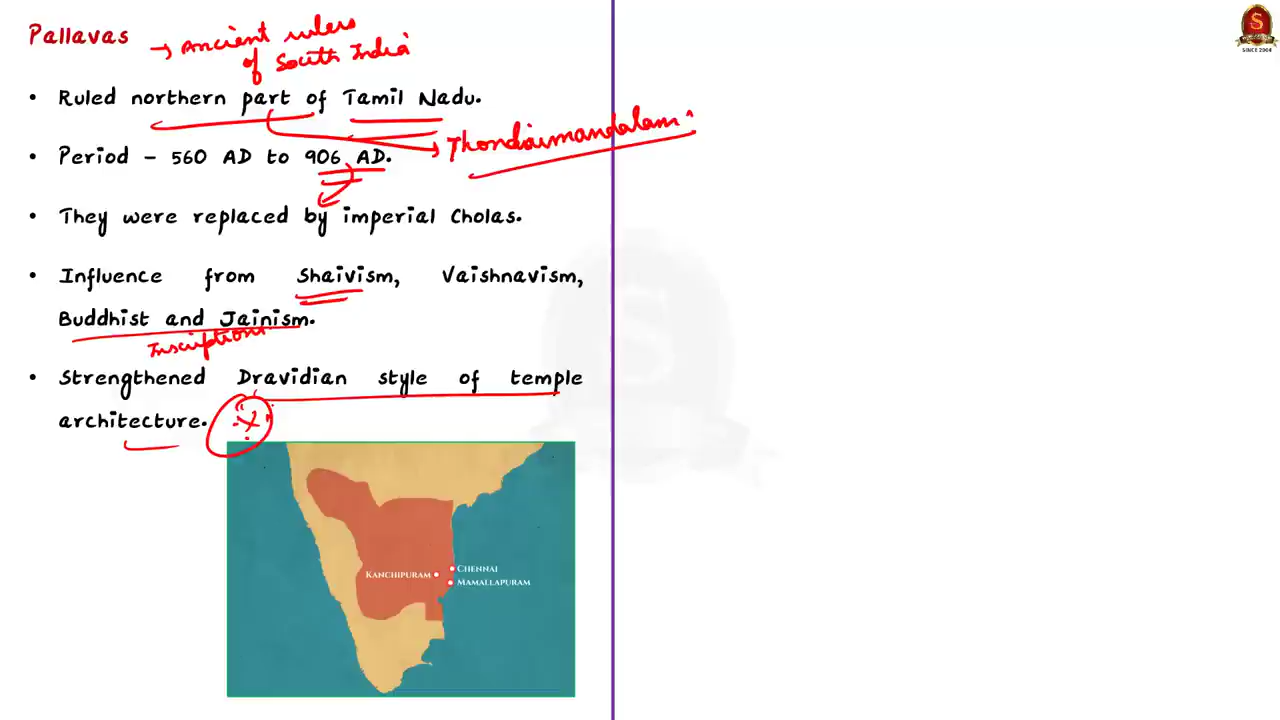 Pallavas
→ Ancient rulers
of South India
• Ruled northern part of Tamil Nadu.
Thondaimandalam
• Period – 560 AD to 906 AD.
• They were replaced by imperial Cholas.
• Influence from Shaivism, Vaishnavism,
Buddhist and Jainism.
Inscriptions
• Strengthened Dravidian style of temple
architecture.
KANCHIPURAM
CHENNAI
MAMALLAPURAM
S
SINCE 2004
S